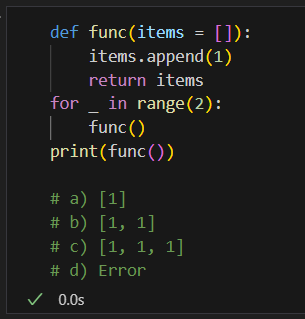 def func(items = []):
    items.append(1)
    return items
for _ in range(2):
    func()
print(func())

# a) [1]
# b) [1, 1]
# c) [1, 1, 1]
# d) Error
✓ 0.0s